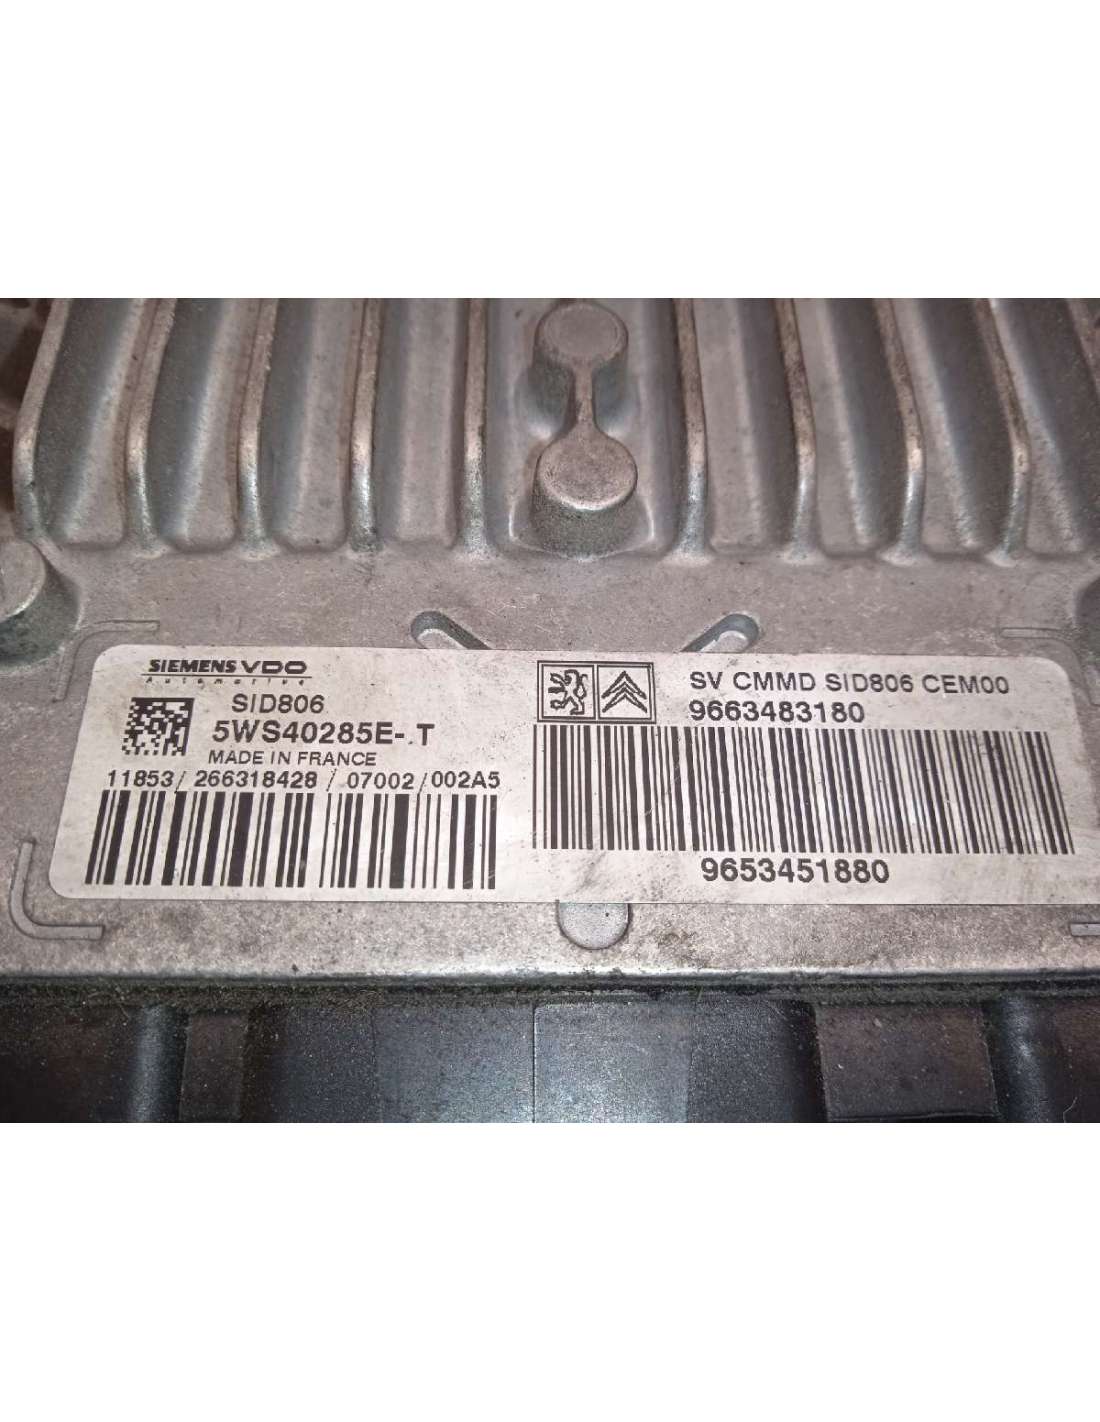 SIEMENS VDO
Automotive
SID806
5WS40285E-.T
MADE IN FRANCE
11853/266318428/07002/002A5
SV CMMD SID806 CEM00
9663483180
9653451880